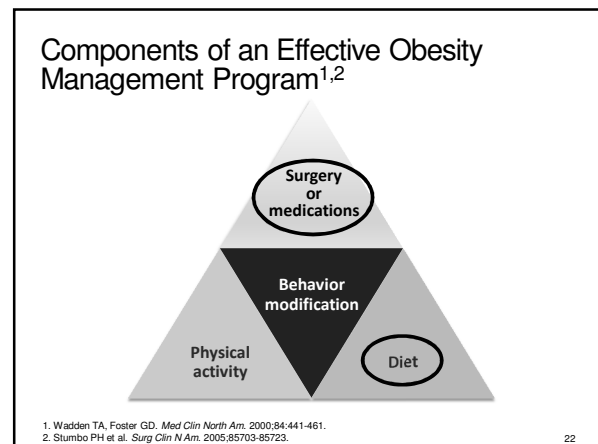 Components of an Effective Obesity
Management Program1,2
Surgery
or
medications
Behavior
modification
Physical
activity
Diet
1. Wadden TA, Foster GD. Med Clin North Am. 2000;84:441-461.
2. Stumbo PH et al. Surg Clin N Am. 2005;85703-85723.
22